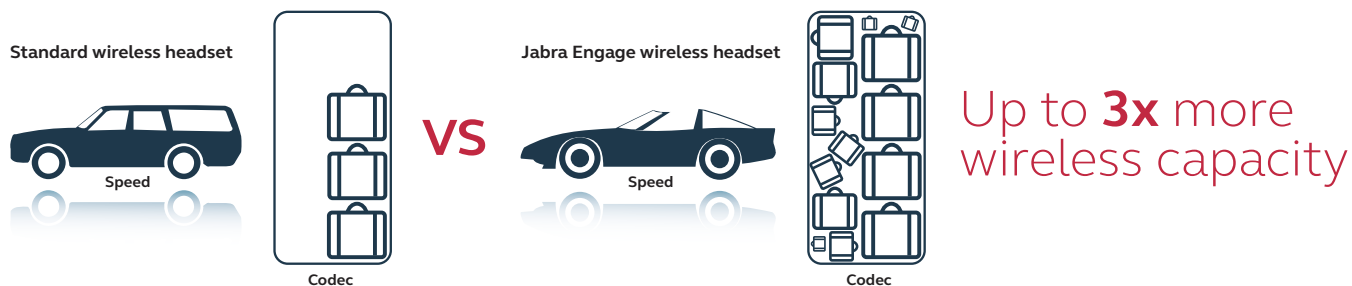 Standard wireless headset
Speed
Codec
VS
Jabra Engage wireless headset
Speed
Codec
Up to 3x more
wireless capacity